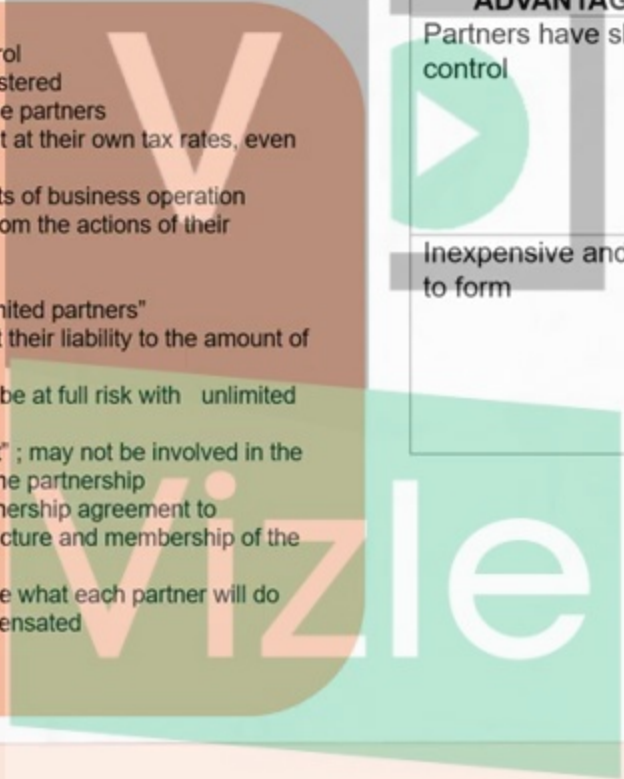 rol
stered
e partners
t at their own tax rates, even
ts of business operation
om the actions of their
nited partners”
t their liability to the amount of
be at full risk with unlimited
” ; may not be involved in the
ne partnership
nership agreement to
cture and membership of the
e what each partner will do
ensated
ADVANTAG
Partners have s
control
Inexpensive and
to form
V
Vizle